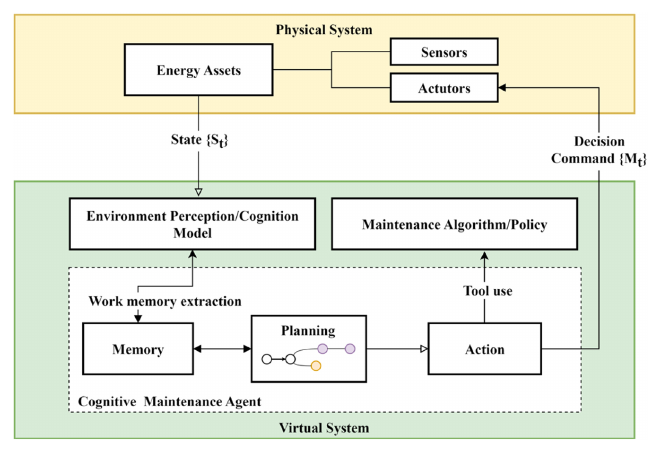 Physical System
Energy Assets
Sensors
Actutors
State {St}
Decision
Command {Mt}
Environment Perception/Cognition
Model
Maintenance Algorithm/Policy
Work memory extraction
Tool use
Memory
Planning
Action
Cognitive Maintenance Agent
Virtual System